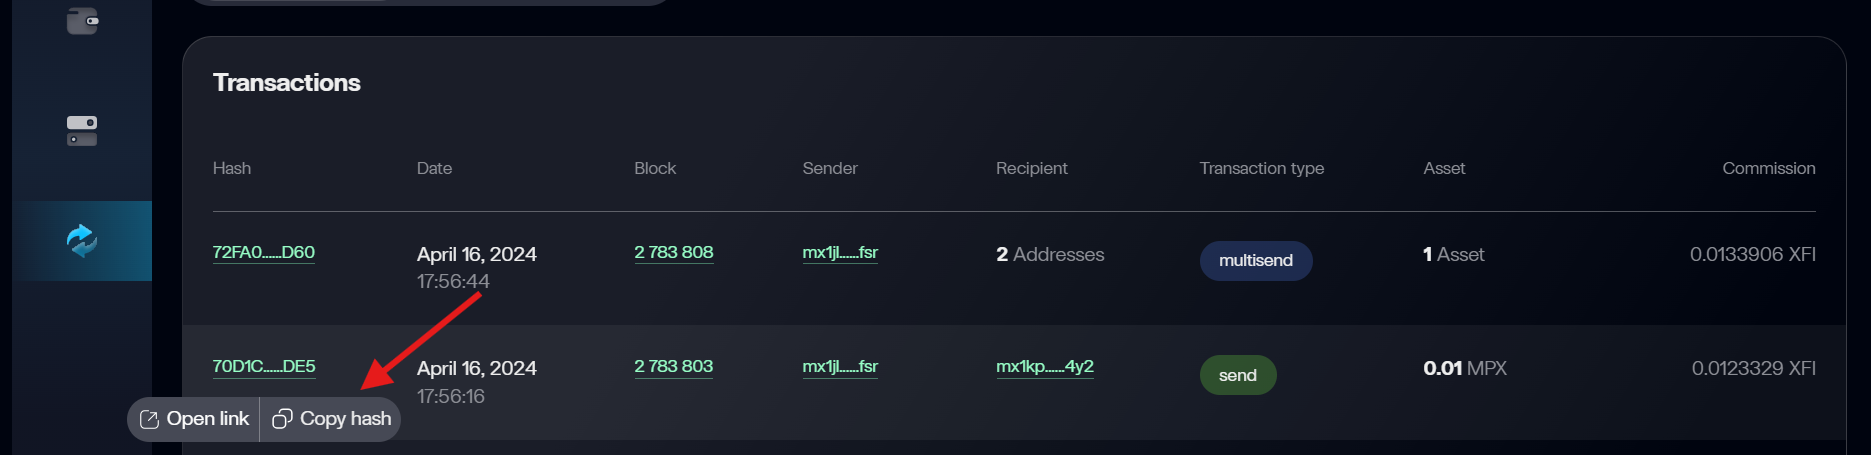 Transactions
Hash Date Block Sender Recipient Transaction type Asset Commission
72FA0......D60 April 16, 2024 2 783 808 mx1jl......fsr 2 Addresses multisend 1 Asset 0.0133906 XFI
17:56:44
70D1C......DE5 April 16, 2024 2 783 803 mx1jl......fsr mx1kp......4y2 send 0.01 MPX 0.0123329 XFI
17:56:16
Open link Copy hash